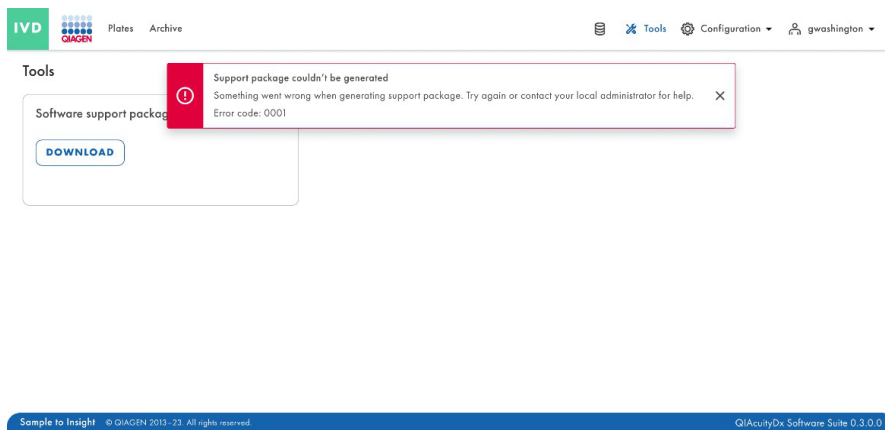 IVD
QIAGEN
Plates Archive
Tools Configuration gwashington
Tools
Support package couldn't be generated
Something went wrong when generating support package. Try again or contact your local administrator for help.
Error code: 0001
Software support packag
DOWNLOAD
Sample to Insight © QIAGEN 2013–23. All rights reserved. QIAcuityDx Software Suite 0.3.0.0